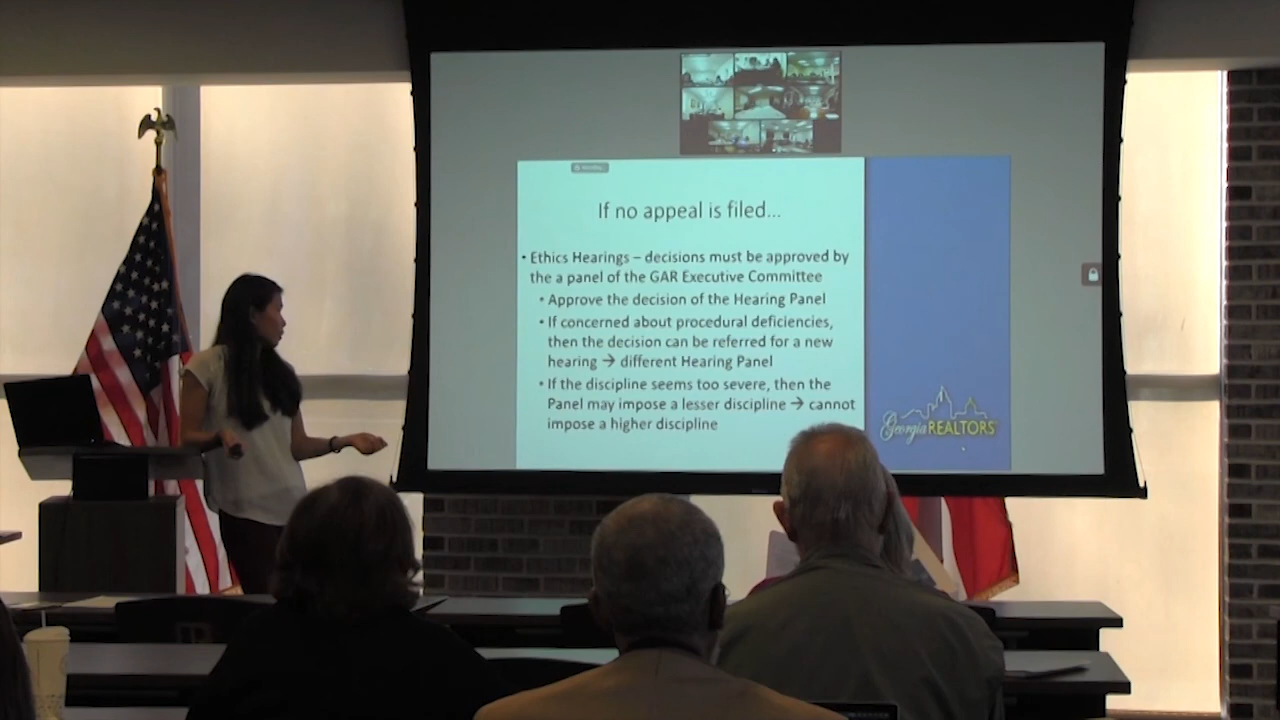 If no appeal is filed...
• Ethics Hearings – decisions must be approved by
the a panel of the GAR Executive Committee
• Approve the decision of the Hearing Panel
• If concerned about procedural deficiencies,
then the decision can be referred for a new
hearing → different Hearing Panel
• If the discipline seems too severe, then the
Panel may impose a lesser discipline → cannot
impose a higher discipline
Georgia REALTORS